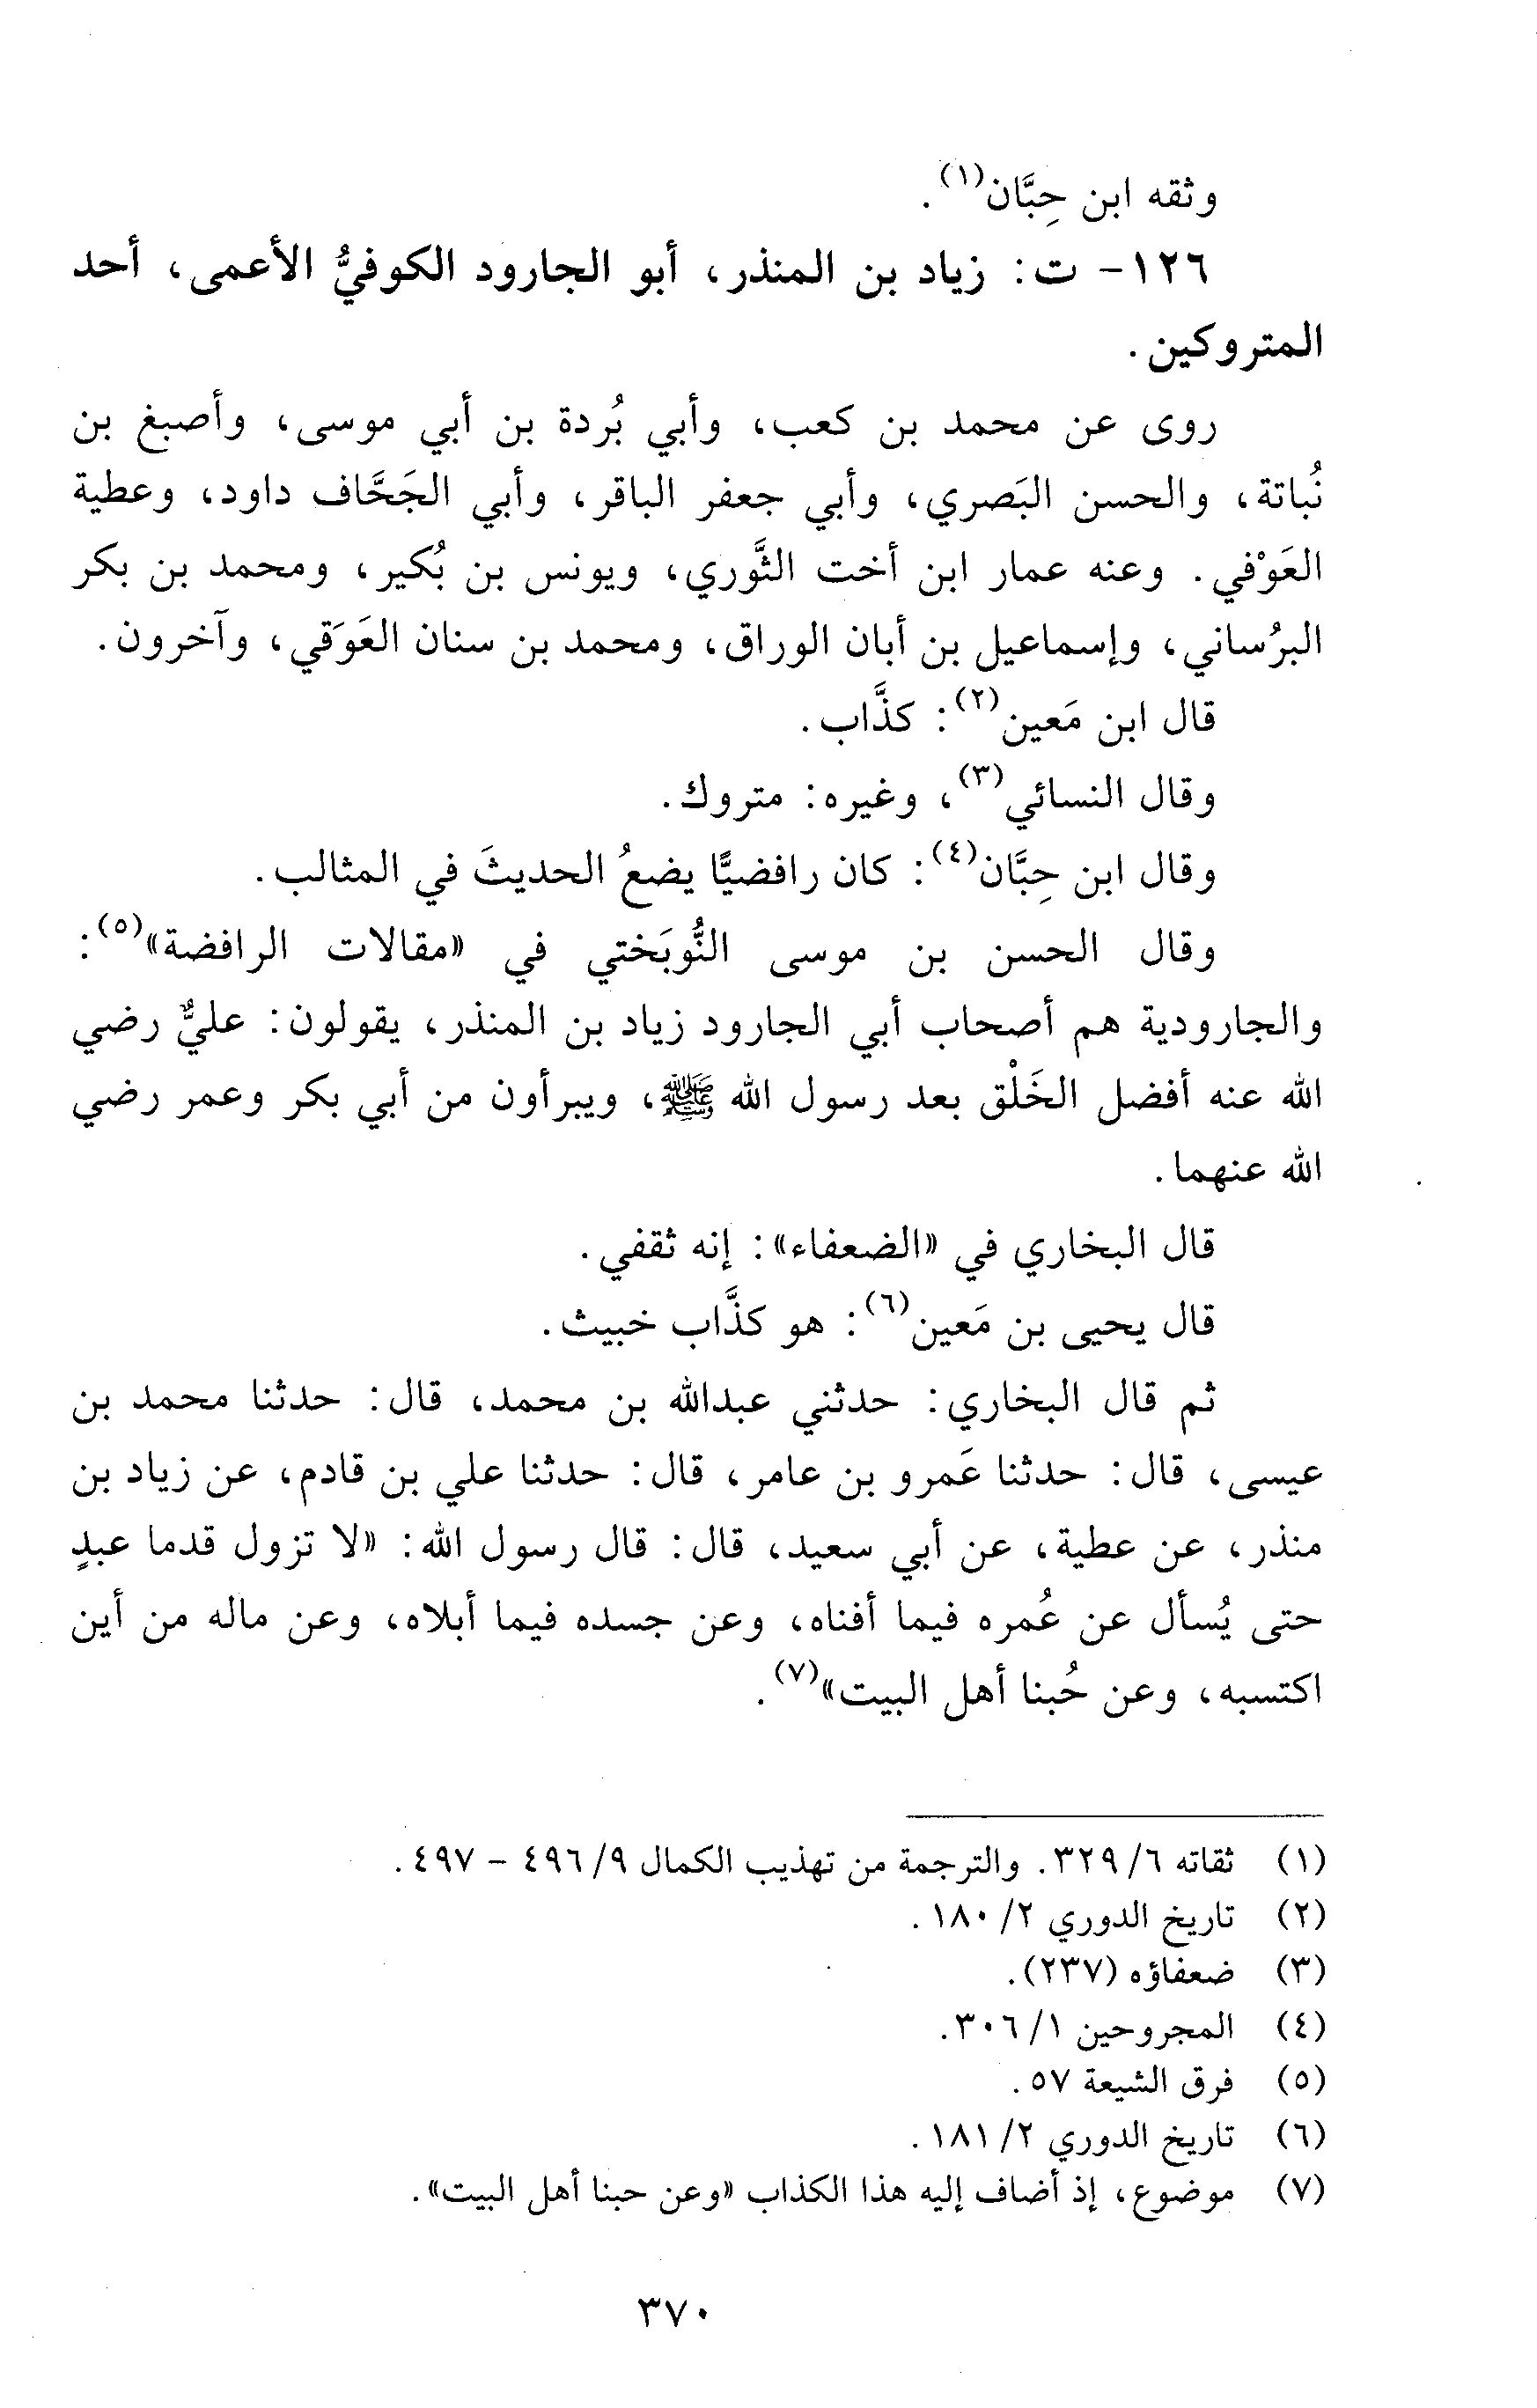 وثقه ابن حِبَّان(١).
١٢٦- ت: زياد بن المنذر، أبو الجارود الكوفيُّ الأعمى، أحد
المتروكين.
روى عن محمد بن كعب، وأبي بُردة بن أبي موسى، وأصبغ بن
نُباتة، والحسن البَصري، وأبي جعفر الباقر، وأبي الجَحَّاف داود، وعطية
العَوْفي. وعنه عمار ابن أخت الثَّوري، ويونس بن بُكير، ومحمد بن بكر
البرُساني، وإسماعيل بن أبان الوراق، ومحمد بن سنان العَوَقي، وآخرون.
قال ابن مَعين(٢): كذَّاب.
وقال النسائي(٣)، وغيره: متروك.
وقال ابن حِبَّان(٤): كان رافضيًّا يضعُ الحديثَ في المثالب.
وقال الحسن بن موسى النُّوبَختي في «مقالات الرافضة»(٥):
والجارودية هم أصحاب أبي الجارود زياد بن المنذر، يقولون: عليٌّ رضي
الله عنه أفضل الخَلْق بعد رسول الله ﷺ، ويبرأون من أبي بكر وعمر رضي
الله عنهما.
قال البخاري في «الضعفاء»: إنه ثقفي.
قال يحيى بن مَعين(٦): هو كذَّاب خبيث.
ثم قال البخاري: حدثني عبدالله بن محمد، قال: حدثنا محمد بن
عيسى، قال: حدثنا عَمرو بن عامر، قال: حدثنا علي بن قادم، عن زياد بن
منذر، عن عطية، عن أبي سعيد، قال: قال رسول الله: «لا تزول قدما عبدٍ
حتى يُسأل عن عُمره فيما أفناه، وعن جسده فيما أبلاه، وعن ماله من أين
اكتسبه، وعن حُبنا أهل البيت»(٧).
(١) ثقاته ٦/ ٣٢٩. والترجمة من تهذيب الكمال ٩/ ٤٩٦ - ٤٩٧.
(٢) تاريخ الدوري ٢/ ١٨٠.
(٣) ضعفاؤه (٢٣٧).
(٤) المجروحين ١/ ٣٠٦.
(٥) فرق الشيعة ٥٧.
(٦) تاريخ الدوري ٢/ ١٨١.
(٧) موضوع، إذ أضاف إليه هذا الكذاب «وعن حبنا أهل البيت».
٣٧٠